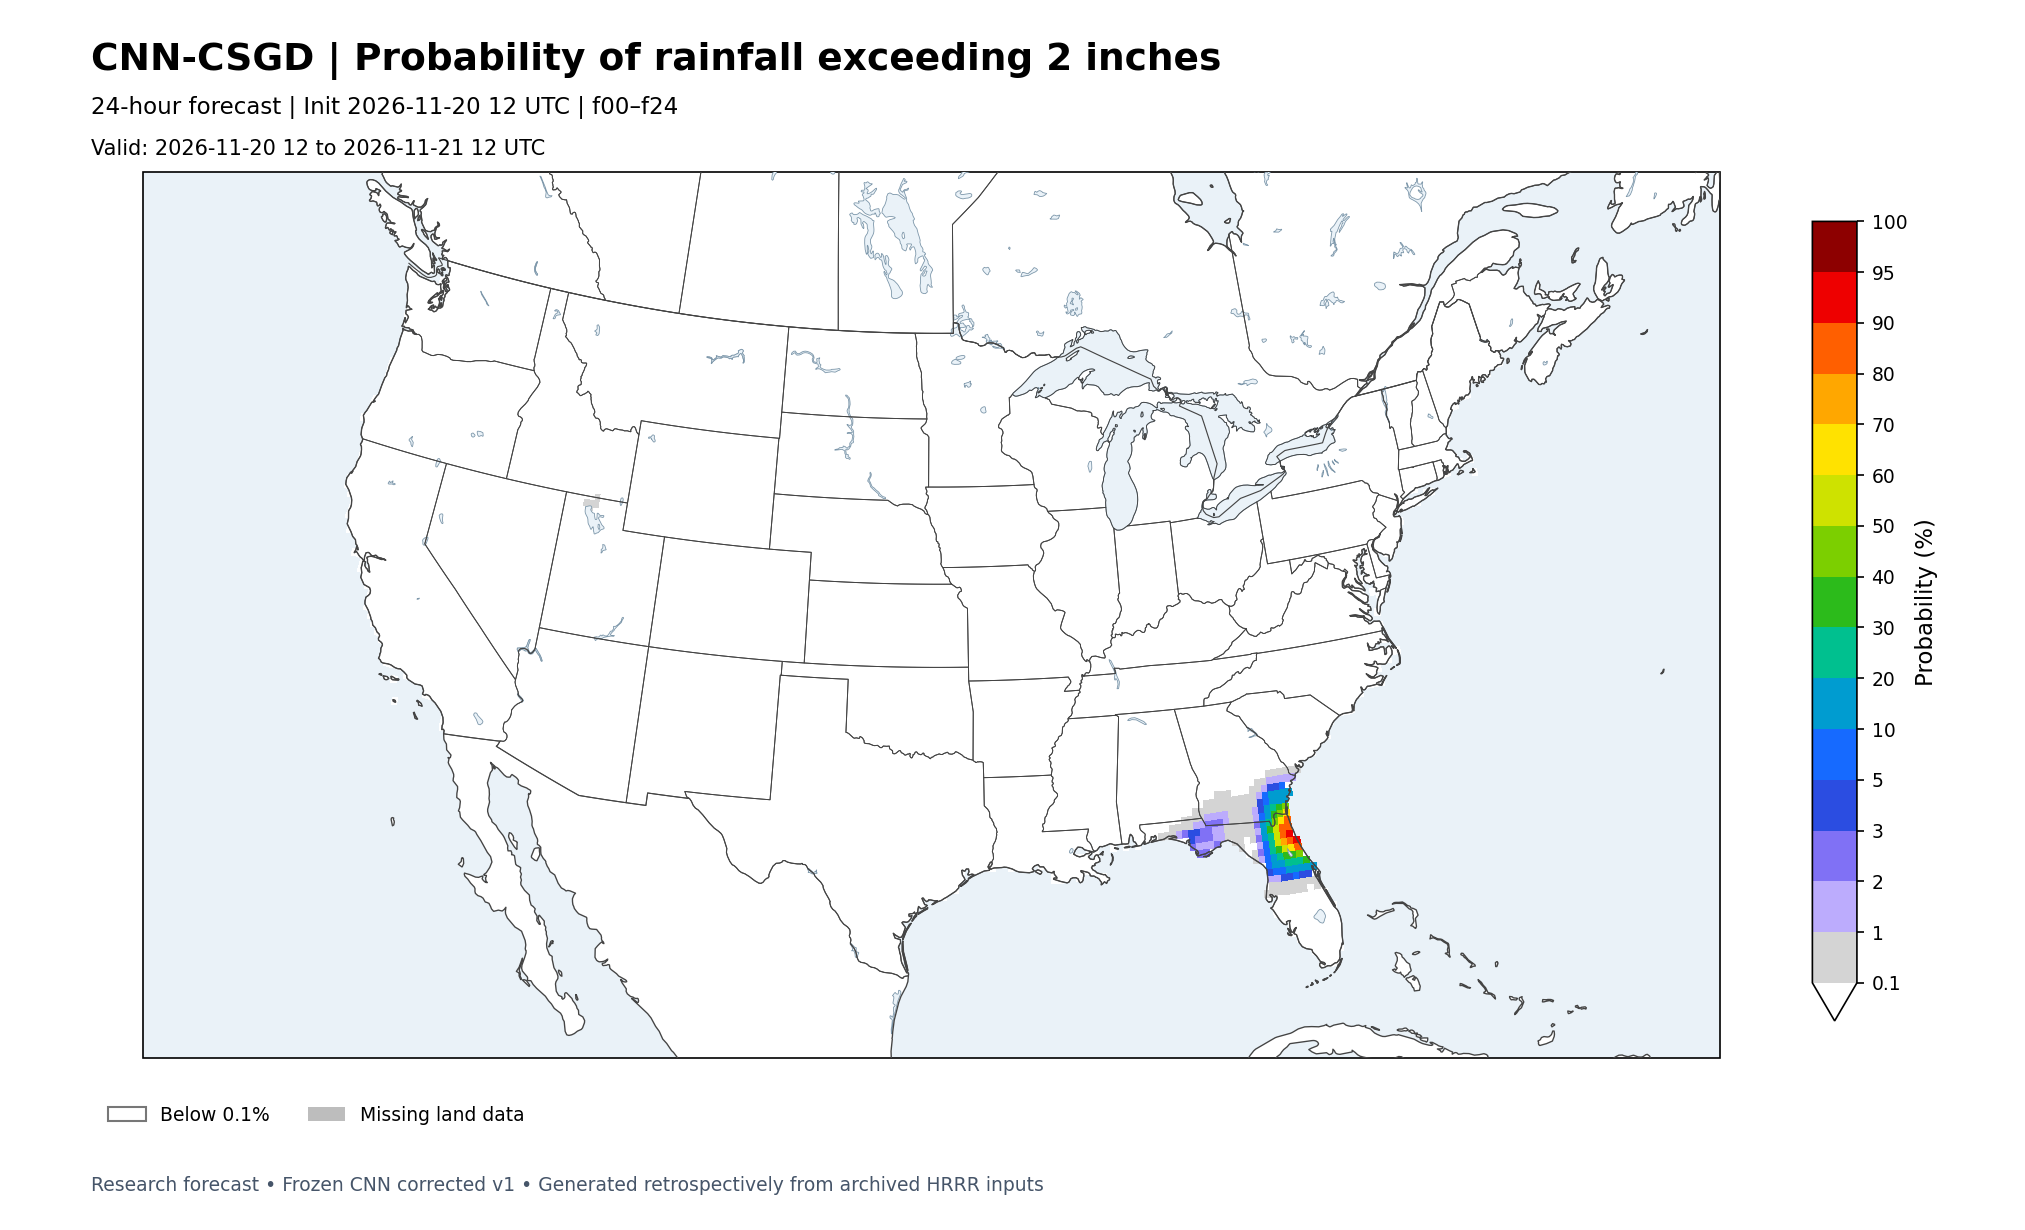 CNN-CSGD | Probability of rainfall exceeding 2 inches
24-hour forecast | Init 2026-11-20 12 UTC | f00–f24
Valid: 2026-11-20 12 to 2026-11-21 12 UTC
100
95
90
80
70
60
50
40
30
20
10
5
3
2
1
0.1
Probability (%)
Below 0.1%
Missing land data
Research forecast • Frozen CNN corrected v1 • Generated retrospectively from archived HRRR inputs